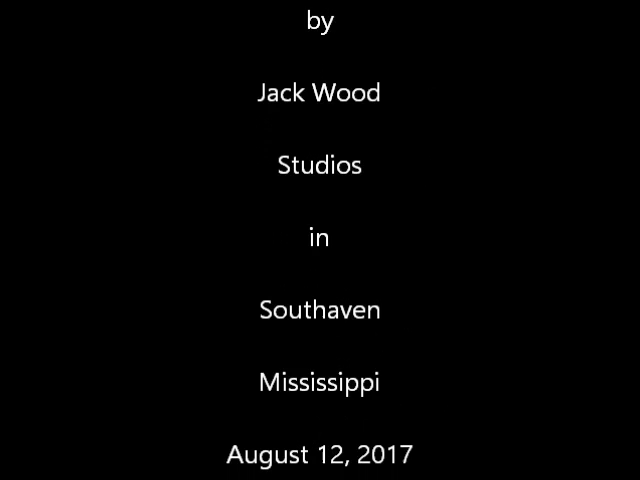 by
Jack Wood
Studios
in
Southaven
Mississippi
August 12, 2017